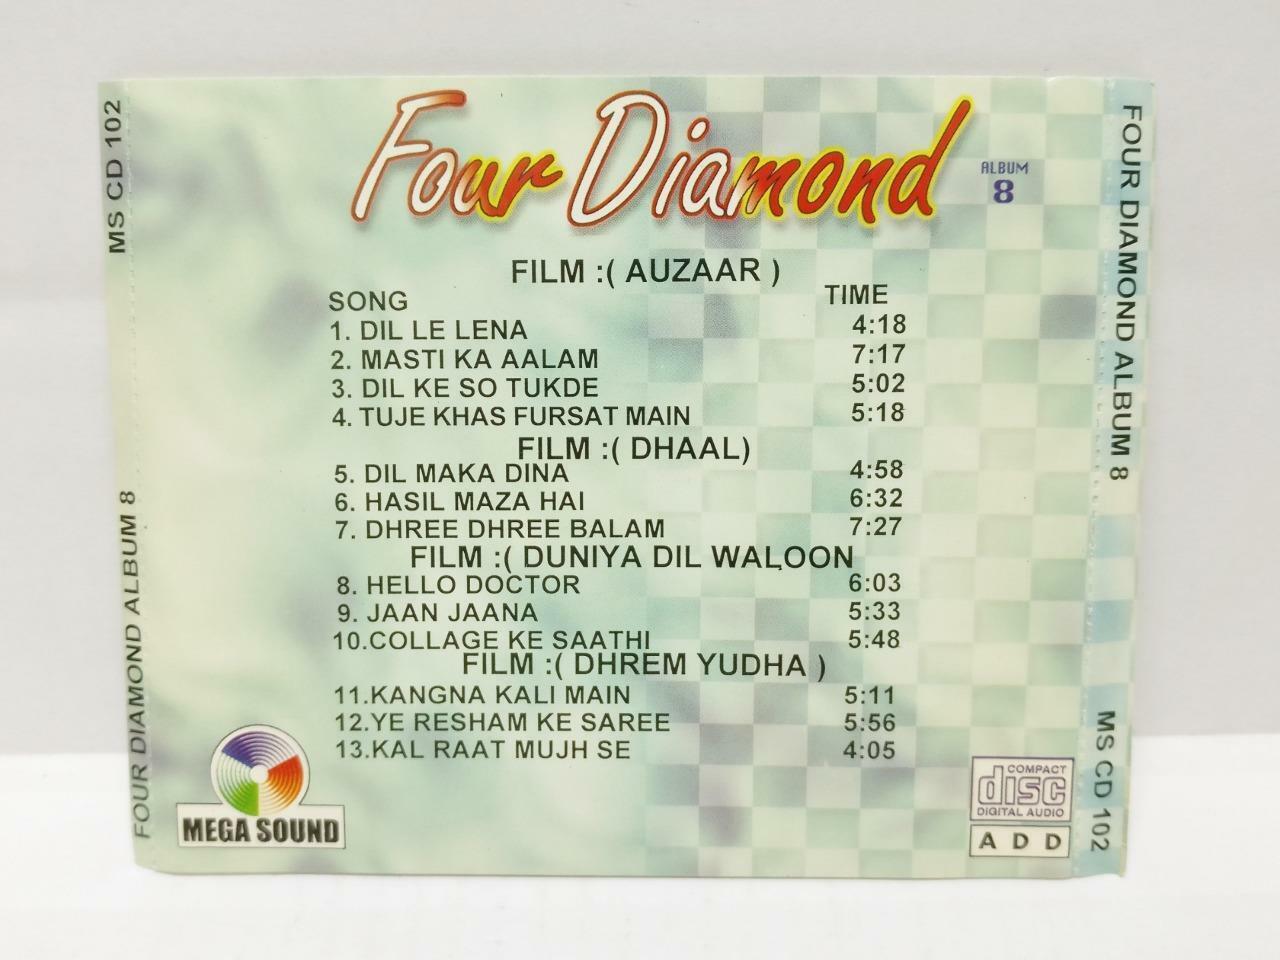 Four Diamond
ALBUM
8
FILM :( AUZAAR )
SONG TIME
1. DIL LE LENA 4:18
2. MASTI KA AALAM 7:17
3. DIL KE SO TUKDE 5:02
4. TUJE KHAS FURSAT MAIN 5:18
FILM :( DHAAL)
5. DIL MAKA DINA 4:58
6. HASIL MAZA HAI 6:32
7. DHREE DHREE BALAM 7:27
FILM :( DUNIYA DIL WALOON
8. HELLO DOCTOR 6:03
9. JAAN JAANA 5:33
10.COLLAGE KE SAATHI 5:48
FILM :( DHREM YUDHA )
11.KANGNA KALI MAIN 5:11
12.YE RESHAM KE SAREE 5:56
13.KAL RAAT MUJH SE 4:05
MEGA SOUND
COMPACT
disc
DIGITAL AUDIO
A D D
FOUR DIAMOND ALBUM 8 MS CD 102
FOUR DIAMOND ALBUM 8 MS CD 102